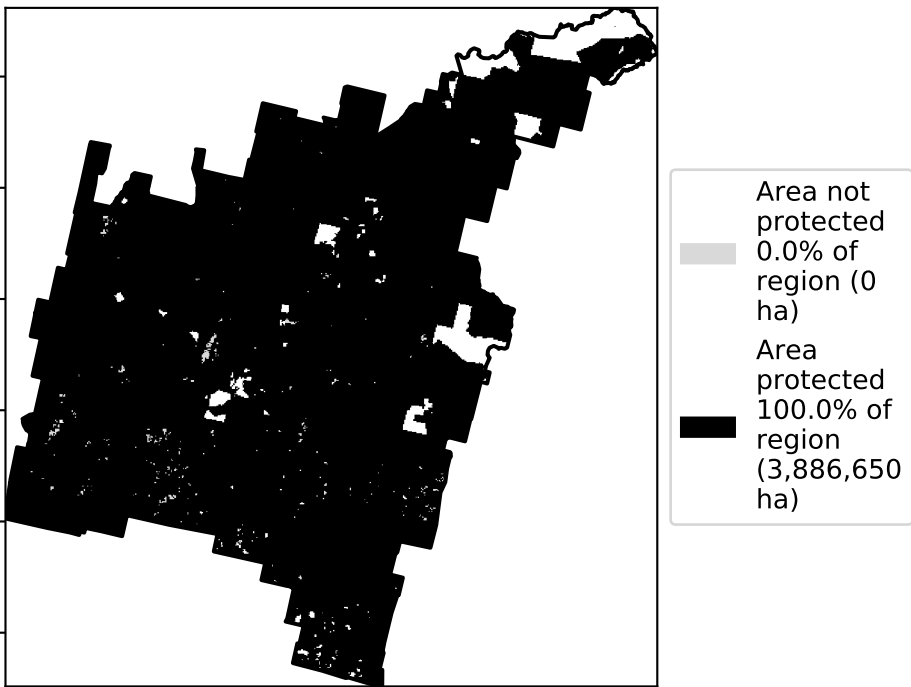 Area not
protected
0.0% of
region (0
ha)
Area
protected
100.0% of
region
(3,886,650
ha)